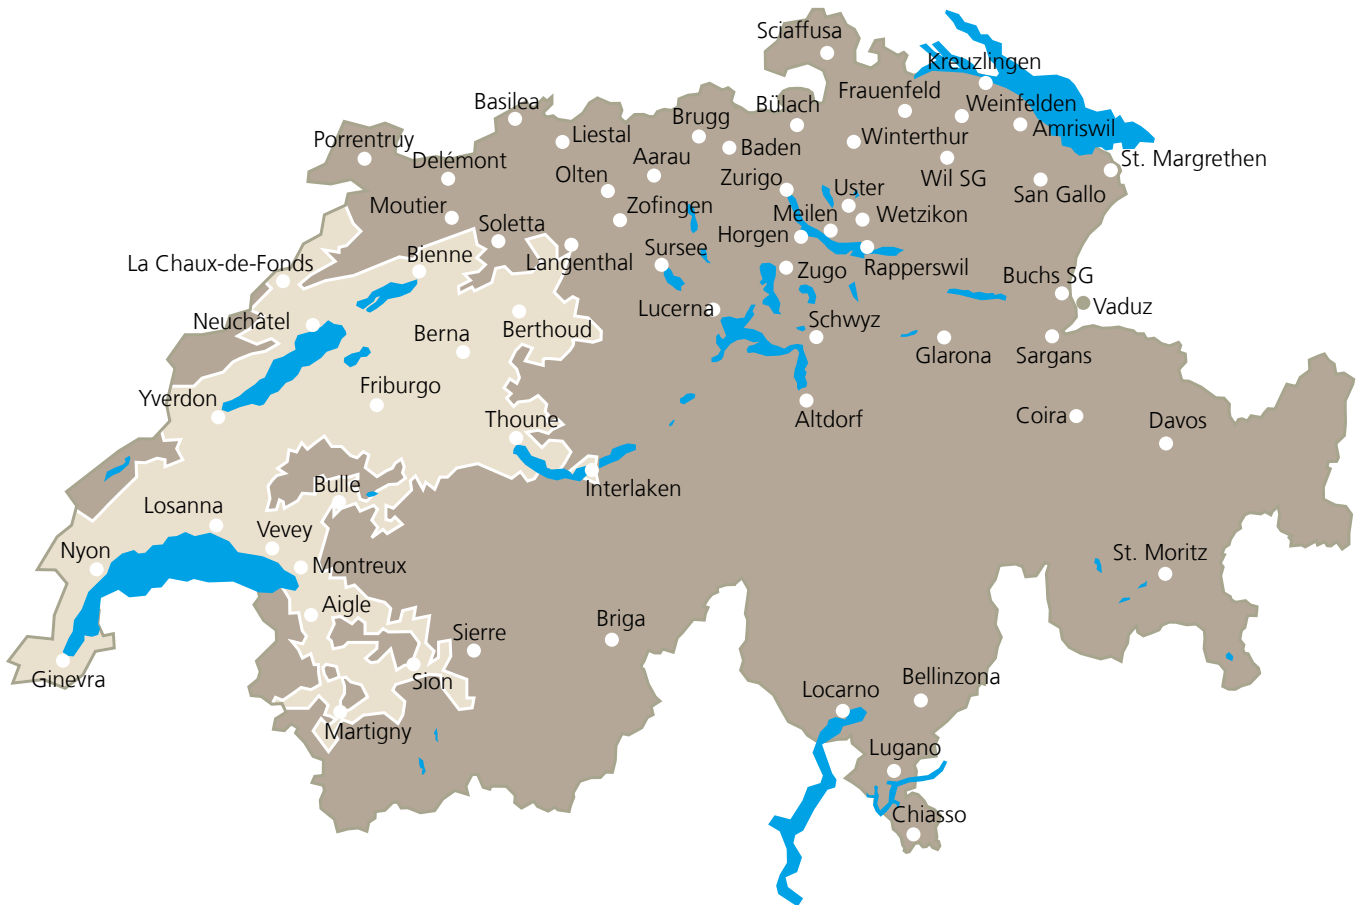 Sciaffusa
Kreuzlingen
Frauenfeld
Basilea
Bülach
Weinfelden
Brugg
Liestal
Porrentruy
Winterthur
Amriswil
Baden
Aarau
Delémont
St. Margrethen
Olten
Zurigo
Wil SG
Uster
San Gallo
Moutier
Zofingen
Meilen
Wetzikon
Soletta
Horgen
Sursee
Bienne
La Chaux-de-Fonds
Langenthal
Rapperswil
Zugo
Buchs SG
Vaduz
Lucerna
Neuchâtel
Schwyz
Berthoud
Berna
Glarona
Sargans
Friburgo
Yverdon
Thoune
Altdorf
Coira
Davos
Bulle
Interlaken
Losanna
Vevey
Nyon
St. Moritz
Montreux
Aigle
Briga
Sierre
Ginevra
Sion
Bellinzona
Locarno
Martigny
Lugano
Chiasso